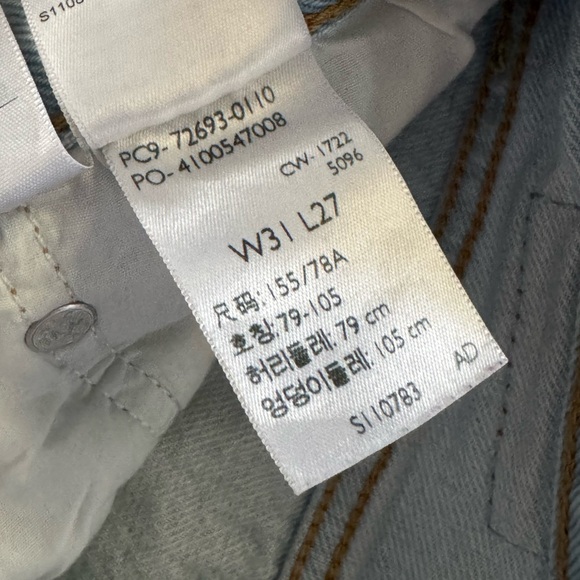 S1108
PC9-72693-0110
PO-4100547008
CW-1722
5096
W31 L27
尺码: 155/78A
호칭: 79-105
허리둘레: 79 cm
엉덩이둘레: 105 cm
AD
S110783